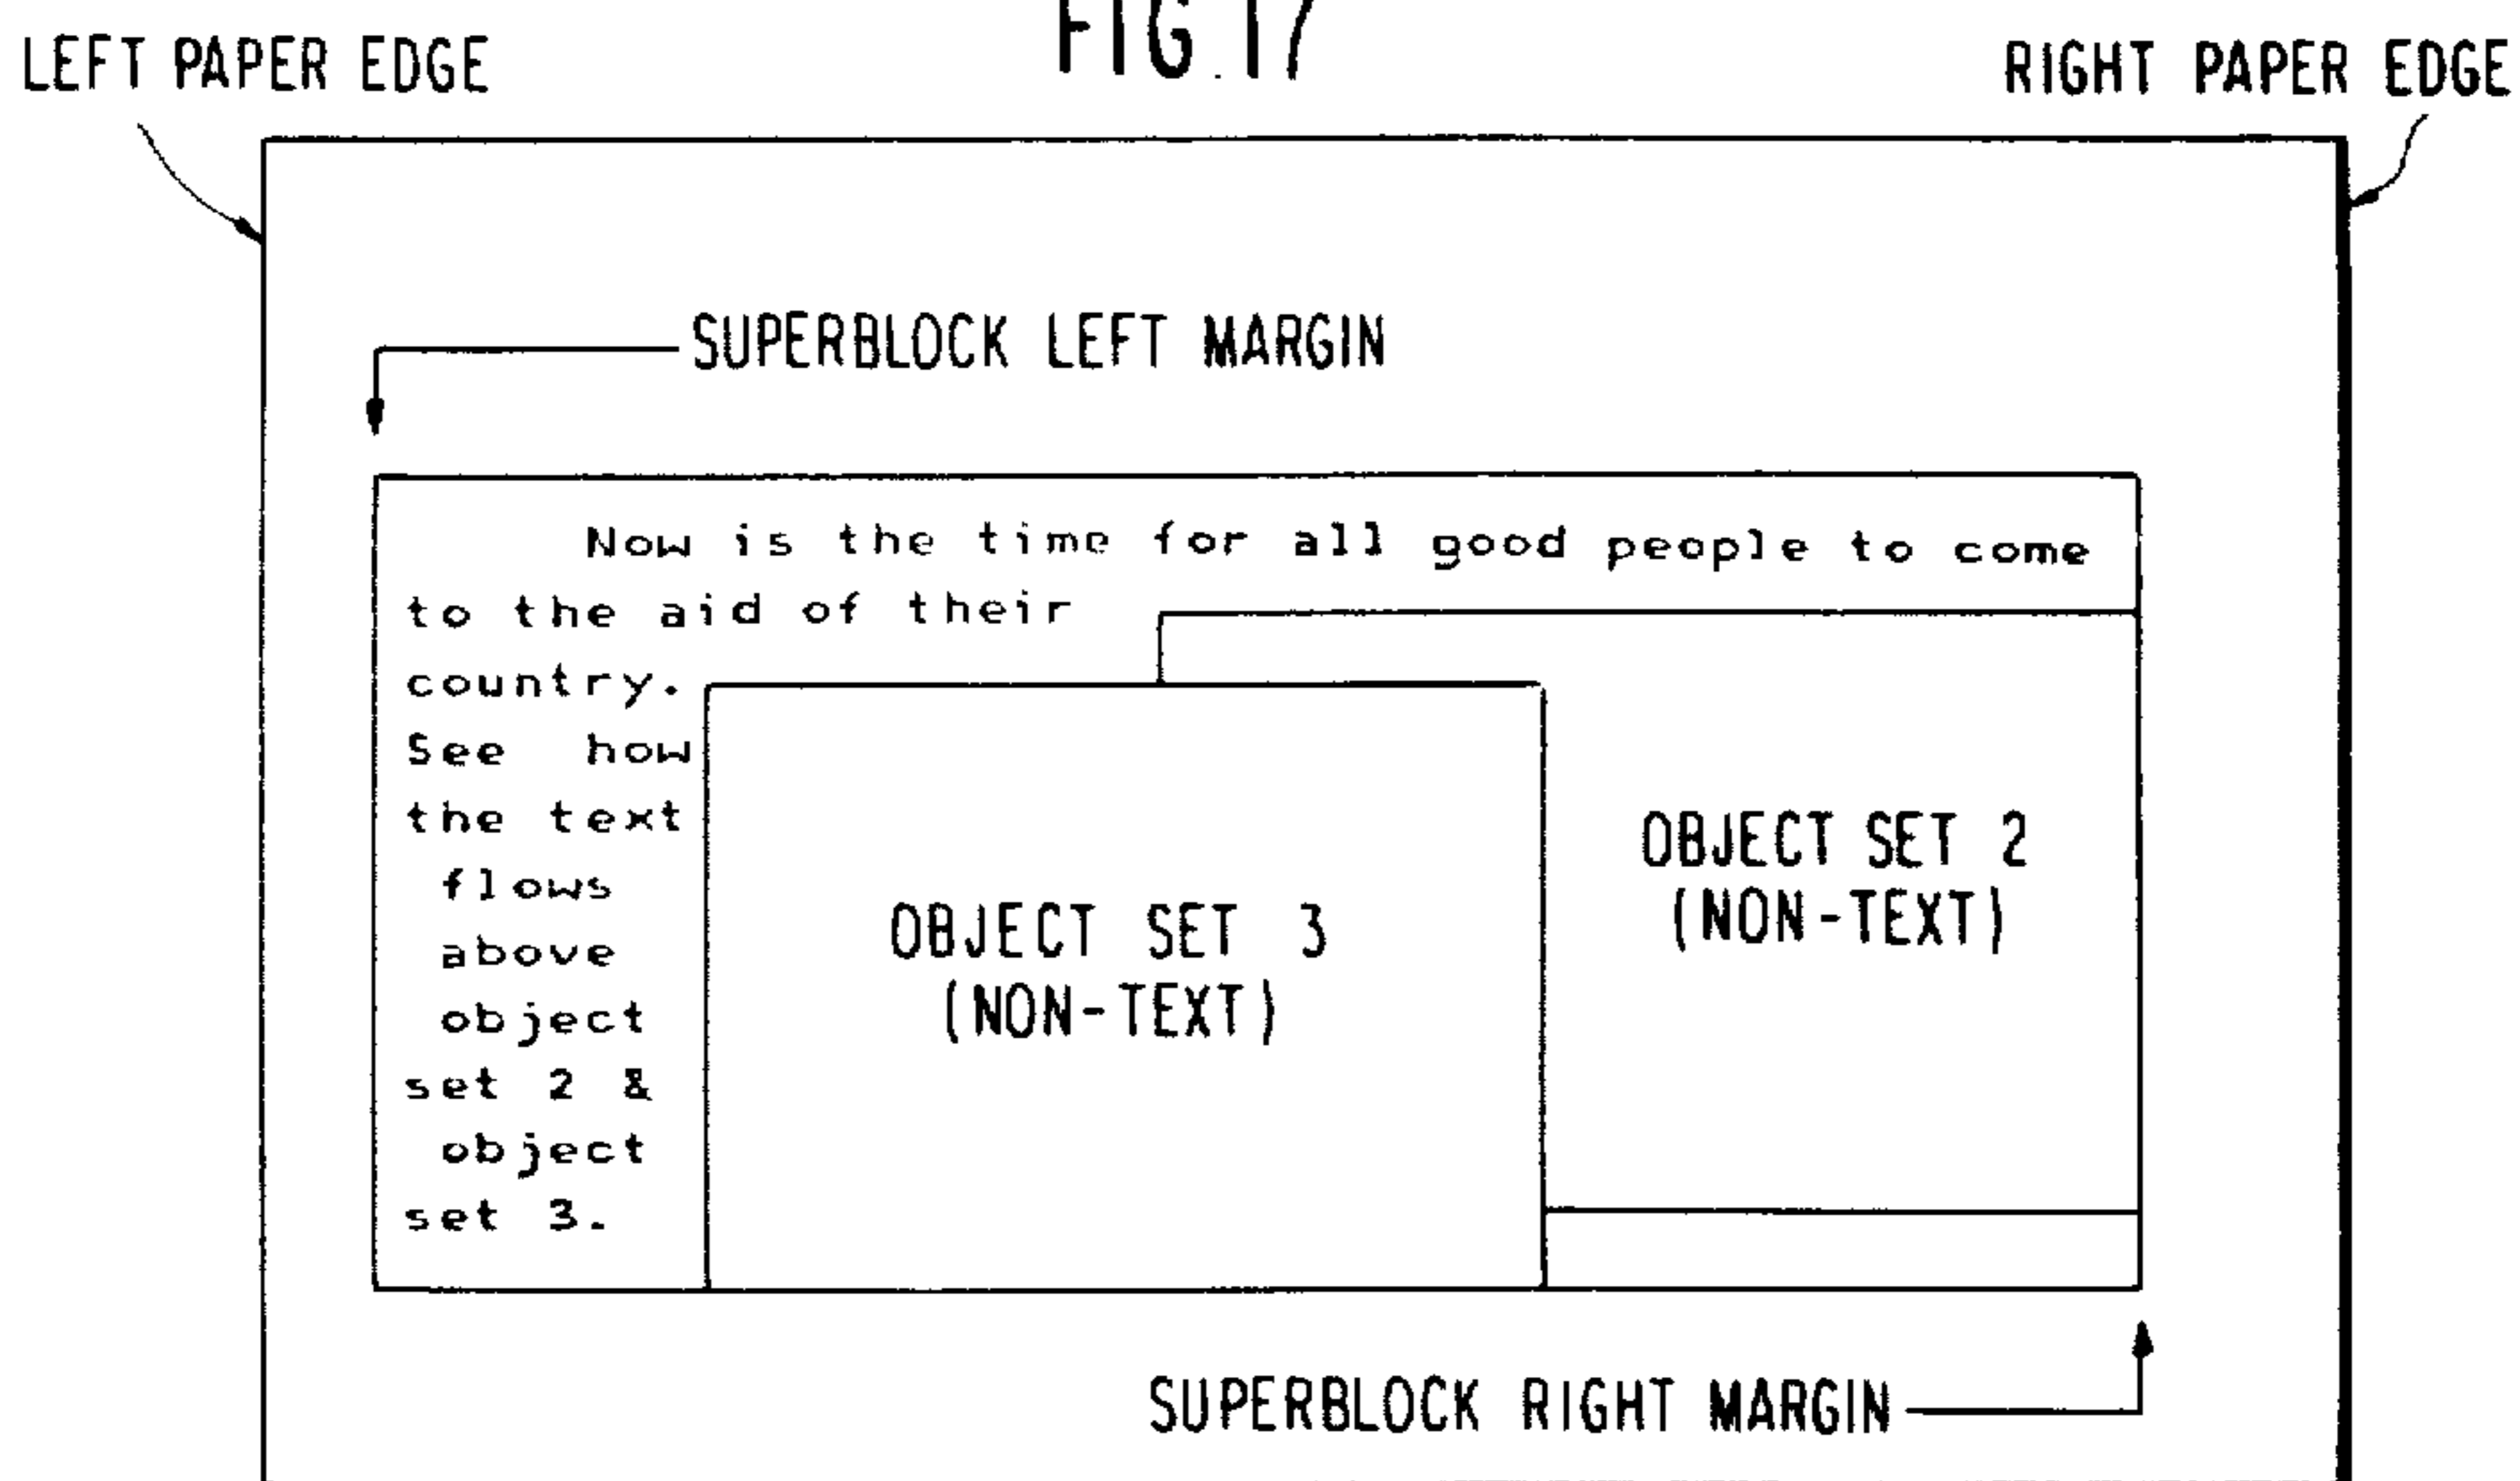 FIG. 17
LEFT PAPER EDGE
RIGHT PAPER EDGE
SUPERBLOCK LEFT MARGIN
Now is the time for all good people to come
to the aid of their
country.
See how
the text
flows
above
object
set 2 &
object
set 3.
OBJECT SET 3
(NON-TEXT)
OBJECT SET 2
(NON-TEXT)
SUPERBLOCK RIGHT MARGIN